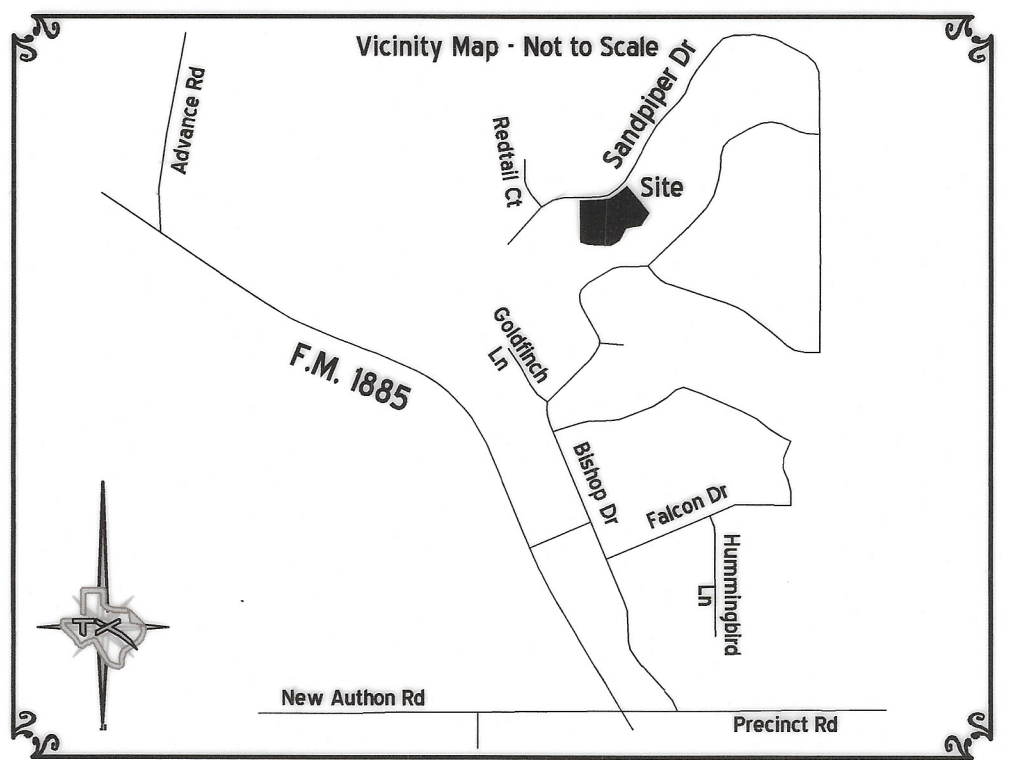 Vicinity Map - Not to Scale
Advance Rd
Sandpiper Dr
Redtail Ct
Site
Goldfinch
Ln
F.M. 1885
Bishop Dr
Falcon Dr
Hummingbird
Ln
TX
New Authon Rd
Precinct Rd